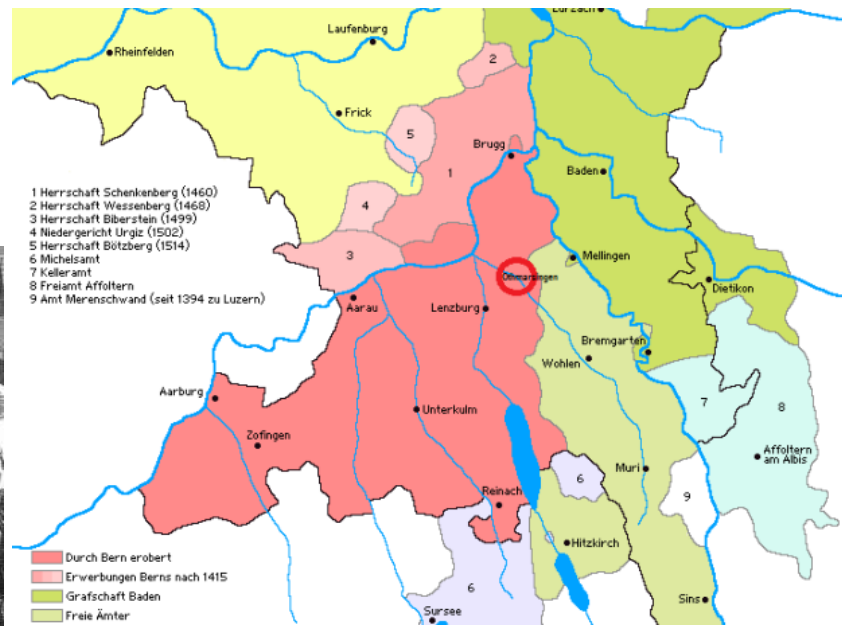 Zurzach
Laufenburg
Rheinfelden
2
Frick
5
Brugg
Baden
1
1 Herrschaft Schenkenberg (1460)
2 Herrschaft Wessenberg (1468)
3 Herrschaft Biberstein (1499)
4 Niedergericht Urgiz (1502)
5 Herrschaft Bötzberg (1514)
6 Michelsamt
7 Kelleramt
8 Freiamt Affoltern
9 Amt Merenschwand (seit 1394 zu Luzern)
4
3
Mellingen
Othmarsingen
Dietikon
Aarau
Lenzburg
Bremgarten
Wohlen
Aarburg
7
8
Unterkulm
Zofingen
Affoltern
am Albis
Muri
6
9
Reinach
Hitzkirch
Durch Bern erobert
Erwerbungen Berns nach 1415
Grafschaft Baden
Freie Ämter
6
Sursee
Sins